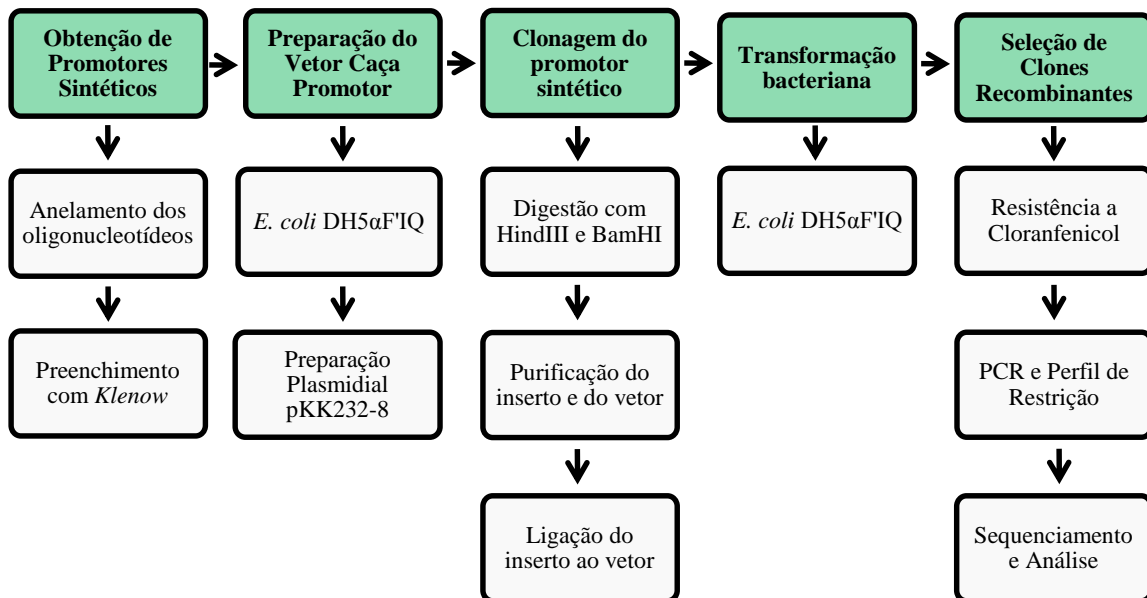 Obtenção de
Promotores
Sintéticos
Preparação do
Vetor Caça
Promotor
Clonagem do
promotor
sintético
Transformação
bacteriana
Seleção de
Clones
Recombinantes
Anelamento dos
oligonucleotídeos
E. coli DH5αF'IQ
Digestão com
HindIII e BamHI
E. coli DH5αF'IQ
Resistência a
Cloranfenicol
Preenchimento
com Klenow
Preparação
Plasmidial
pKK232-8
Purificação do
inserto e do vetor
PCR e Perfil de
Restrição
Ligação do
inserto ao vetor
Sequenciamento
e Análise